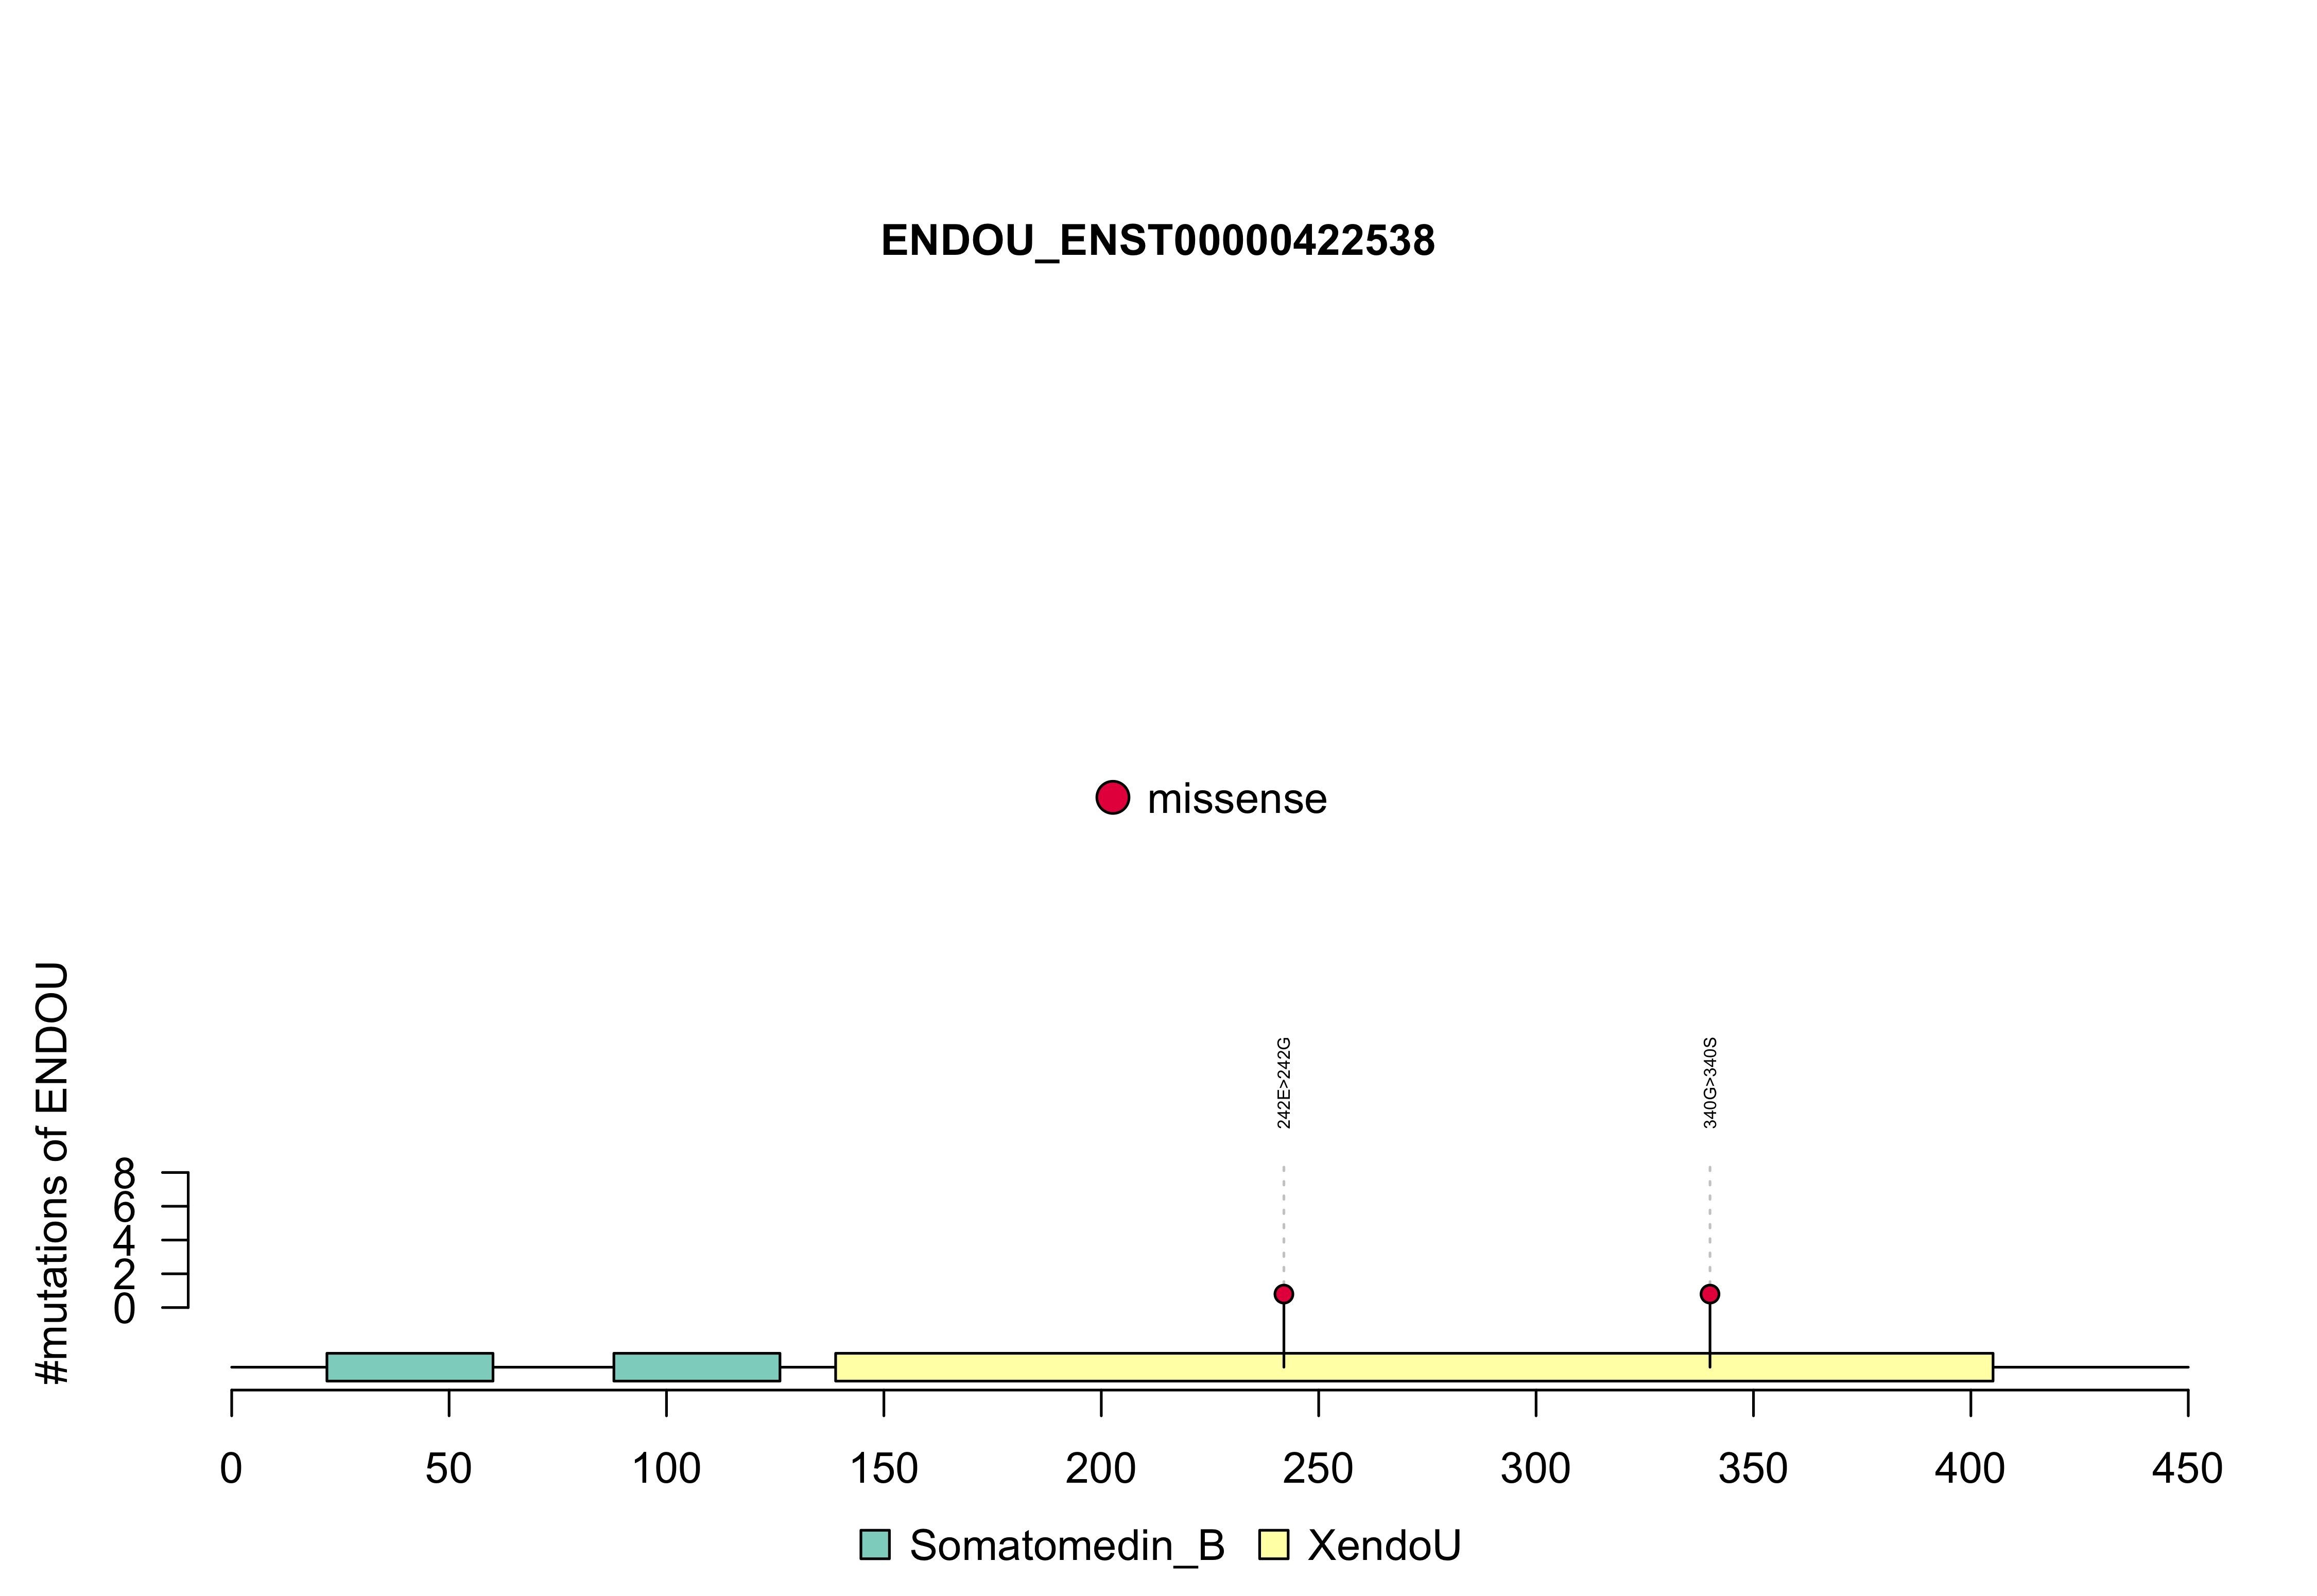 ENDOU_ENST00000422538
missense
#mutations of ENDOU
242E>242G
340G>340S
8
6
4
2
0
0 50 100 150 200 250 300 350 400 450
Somatomedin_B XendoU